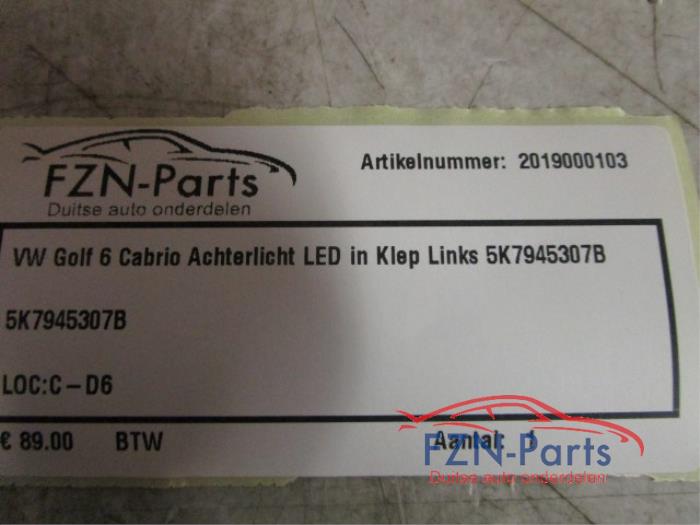 FZN-Parts
Duitse auto onderdelen
Artikelnummer: 2019000103
VW Golf 6 Cabrio Achterlicht LED in Klep Links 5K7945307B
5K7945307B
LOC:C-D6
€ 89.00 BTW Aantal: 1
FZN-Parts
Duitse auto onderdelen